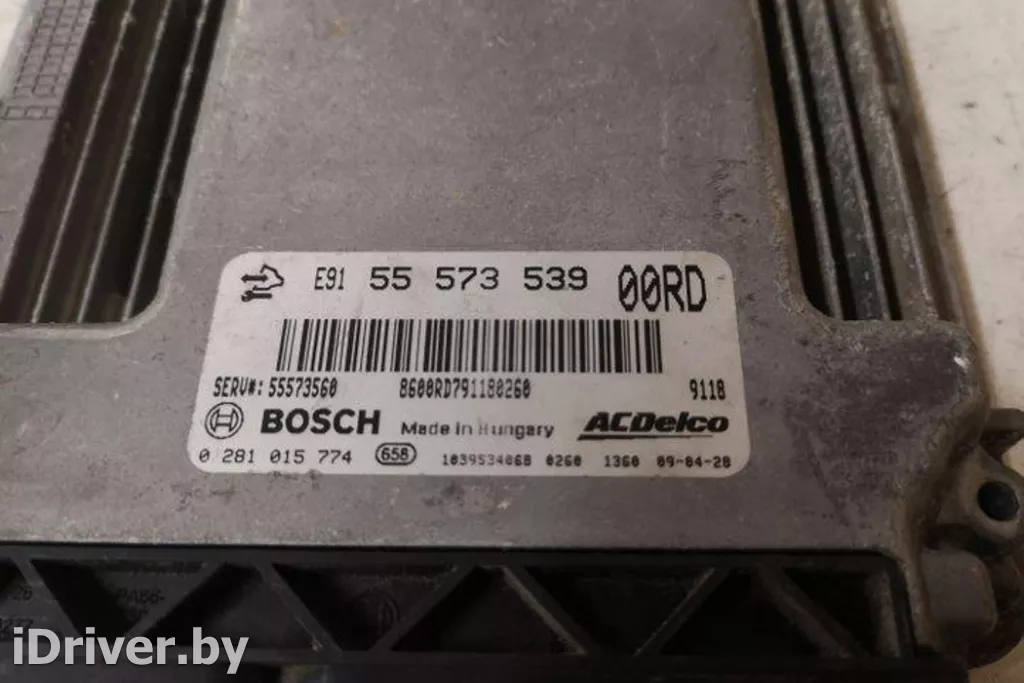 E91 55 573 539 00RD
SERV#: 55573560 8600RD791180260 9118
BOSCH Made in Hungary ACDelco
0 281 015 774 658 1039534068 0260 1360 09-04-28
iDriver.by